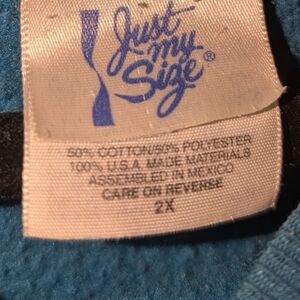 Just
my
Size®
50% COTTON/50% POLYESTER
100% U.S.A. MADE MATERIALS
ASSEMBLED IN MEXICO
CARE ON REVERSE
2X